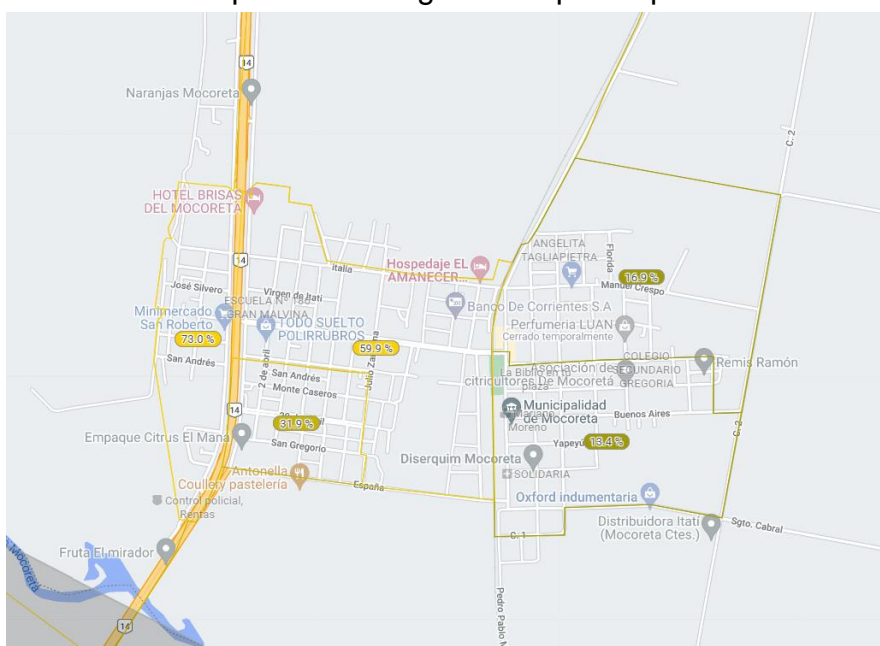 14
Naranjas Mocoreta
C. 2
HOTEL BRISAS
DEL MOCORETÁ
ANGELITA
TAGLIAPIETRA
Florida
14
Italia
Hospedaje EL
AMANECER...
16.9 %
Manuel Crespo
José Silvero
Virgen de Itatí
ESCUELA N° 186
GRAN MALVINA
Banco De Corrientes S.A
Minimercado
San Roberto
TODO SUELTO
POLIRRUBROS
Perfumeria LUAN
Cerrado temporalmente
73.0 %
59.9 %
San Andrés
2 de abril
COLEGIO
SECUNDARIO
GREGORIA
Remis Ramón
La Biblio en tu
plaza
Asociación de
citricultores De Mocoretá
San Andrés
Monte Caseros
14
31.9 %
Municipalidad
de Mocoreta
Mariano
Moreno
Buenos Aires
Empaque Citrus El Maná
San Gregorio
13.4 %
Diserquim Mocoreta
SOLIDARIA
Antonella
Coullery pastelería
España
Control policial,
Rentas
Oxford indumentaria
C. 2
Distribuidora Itatí
(Mocoreta Ctes.)
Sgto. Cabral
C. 1
Fruta El mirador
Mocoretá
14
Pedro Pablo